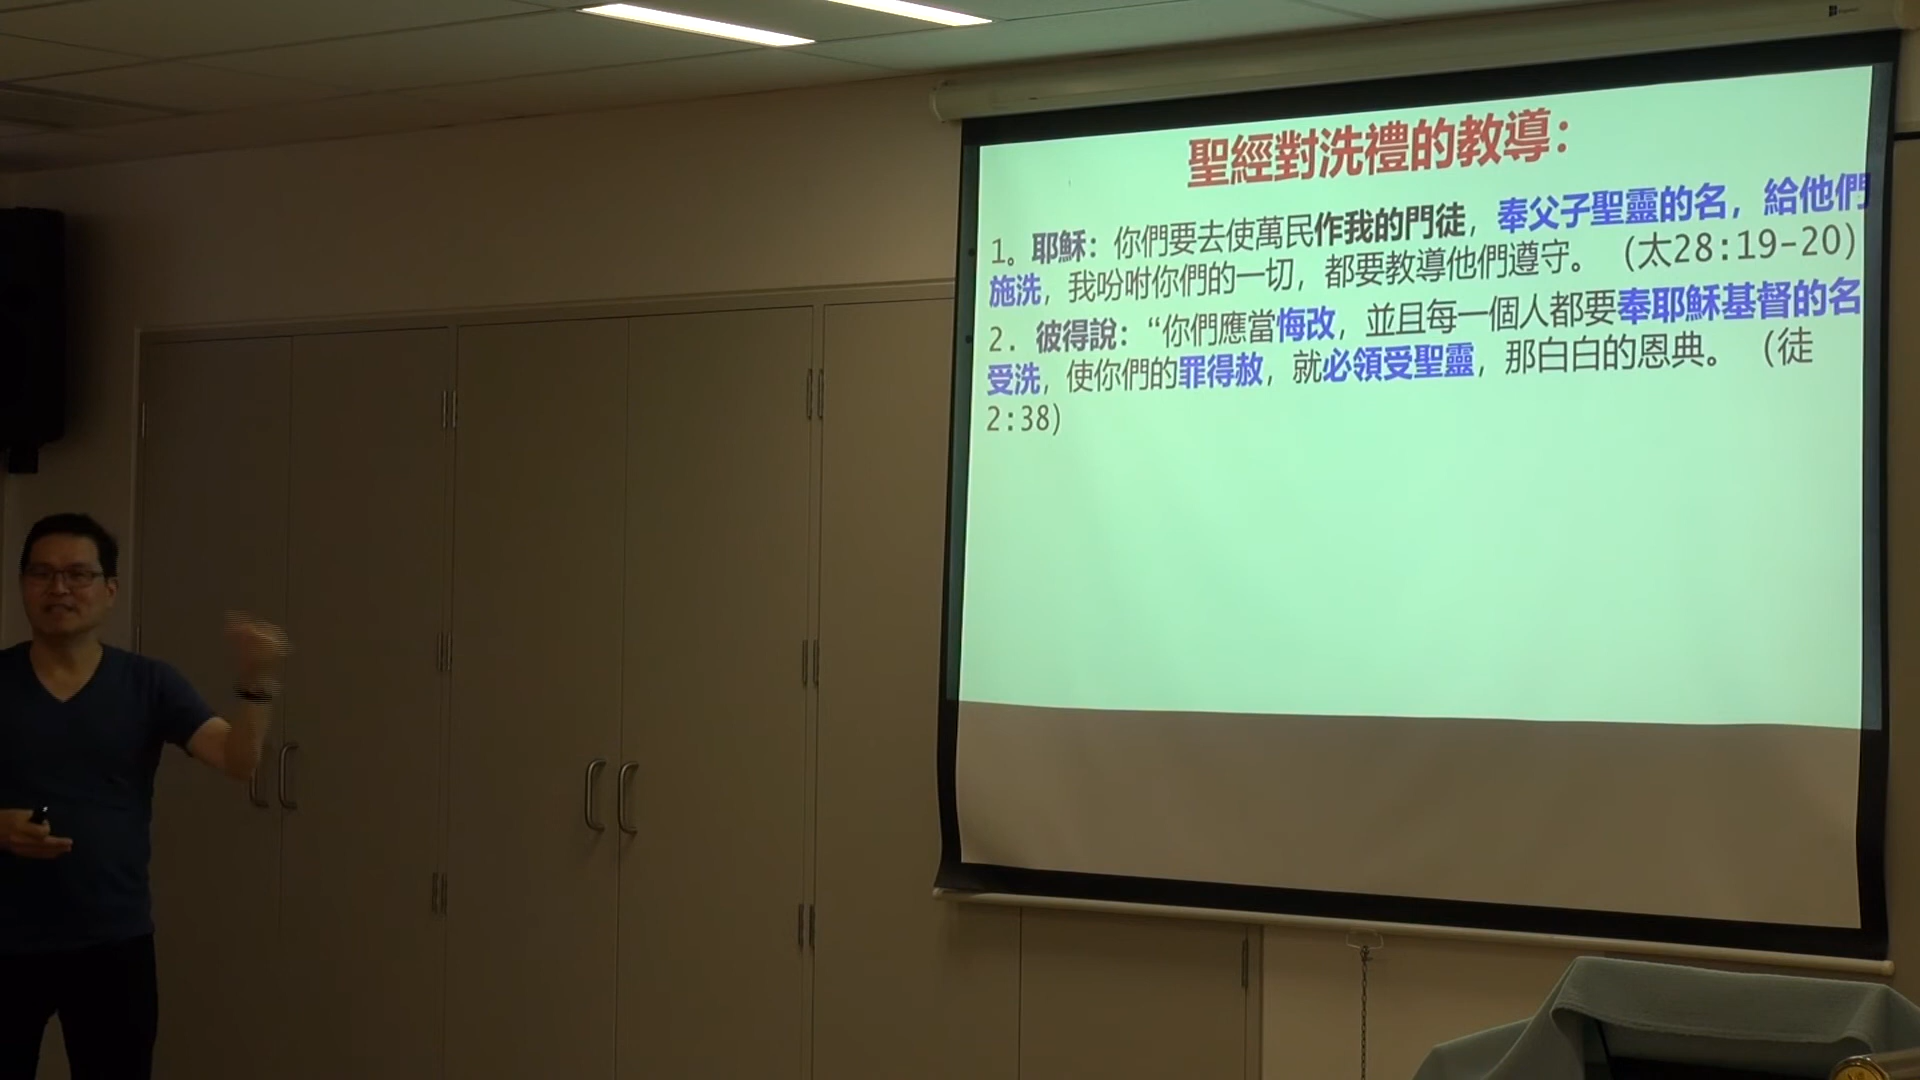 聖經對洗禮的教導：
1。耶穌：你們要去使萬民作我的門徒，奉父子聖靈的名，給他們
施洗，我吩咐你們的一切，都要教導他們遵守。（太28:19-20）
2. 彼得說：“你們應當悔改，並且每一個人都要奉耶穌基督的名
受洗，使你們的罪得赦，就必領受聖靈，那白白的恩典。（徒
2:38)